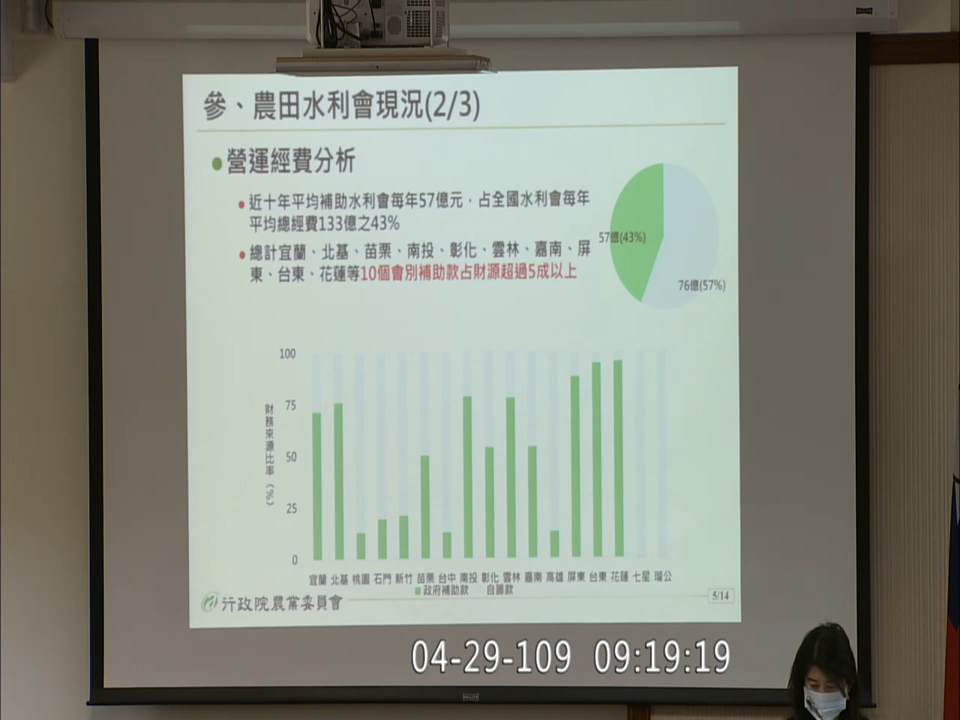 參、農田水利會現況(2/3)
●營運經費分析
•近十年平均補助水利會每年57億元，占全國水利會每年
平均總經費133億之43%
•總計宜蘭、北基、苗栗、南投、彰化、雲林、嘉南、屏
東、台東、花蓮等10個會別補助款占財源超過5成以上
57億(43%)
76億(57%)
財務來源比率（%）
100
75
50
25
0
宜蘭 北基 桃園 石門 新竹 苗栗 台中 南投 彰化 雲林 嘉南 高雄 屏東 台東 花蓮 七星 瑠公
政府補助款 自籌款
行政院農業委員會
5/14
04-29-109 09:19:19